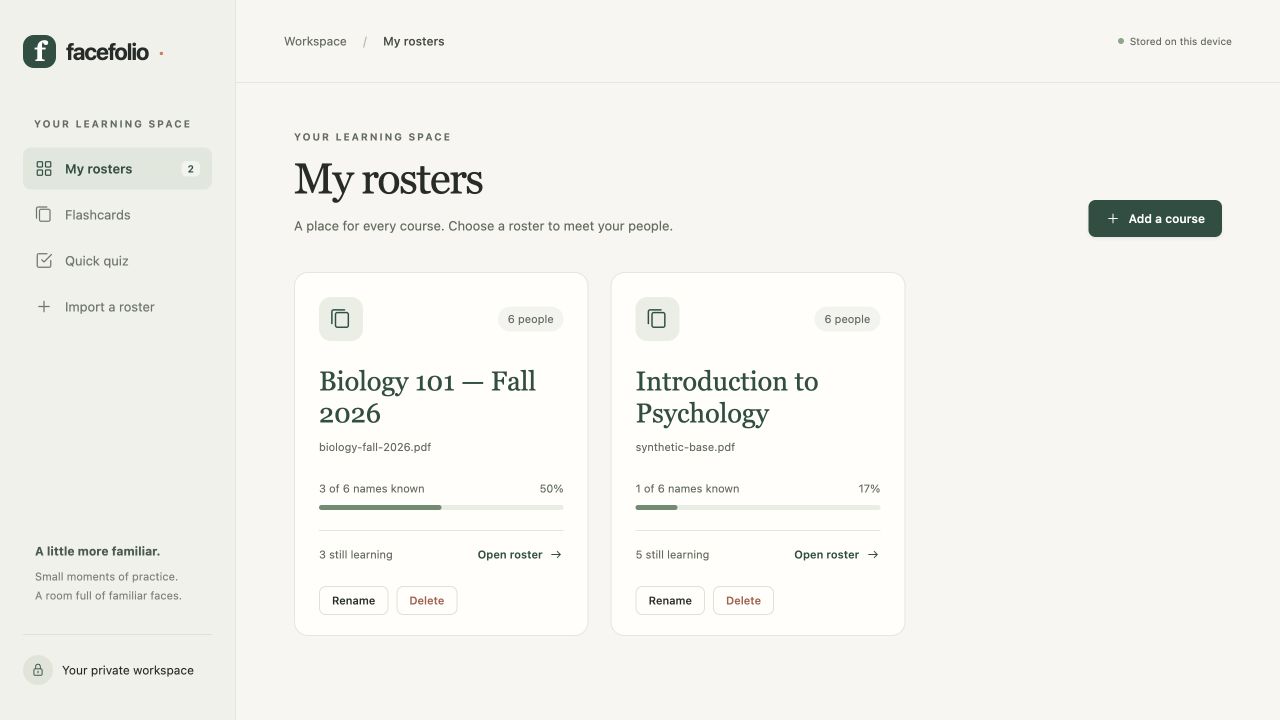 f facefolio
YOUR LEARNING SPACE
My rosters 2
Flashcards
Quick quiz
Import a roster
A little more familiar.
Small moments of practice.
A room full of familiar faces.
Your private workspace
Workspace / My rosters
Stored on this device
YOUR LEARNING SPACE
My rosters
A place for every course. Choose a roster to meet your people.
+ Add a course
6 people
Biology 101 — Fall
2026
biology-fall-2026.pdf
3 of 6 names known 50%
3 still learning Open roster →
Rename Delete
6 people
Introduction to
Psychology
synthetic-base.pdf
1 of 6 names known 17%
5 still learning Open roster →
Rename Delete